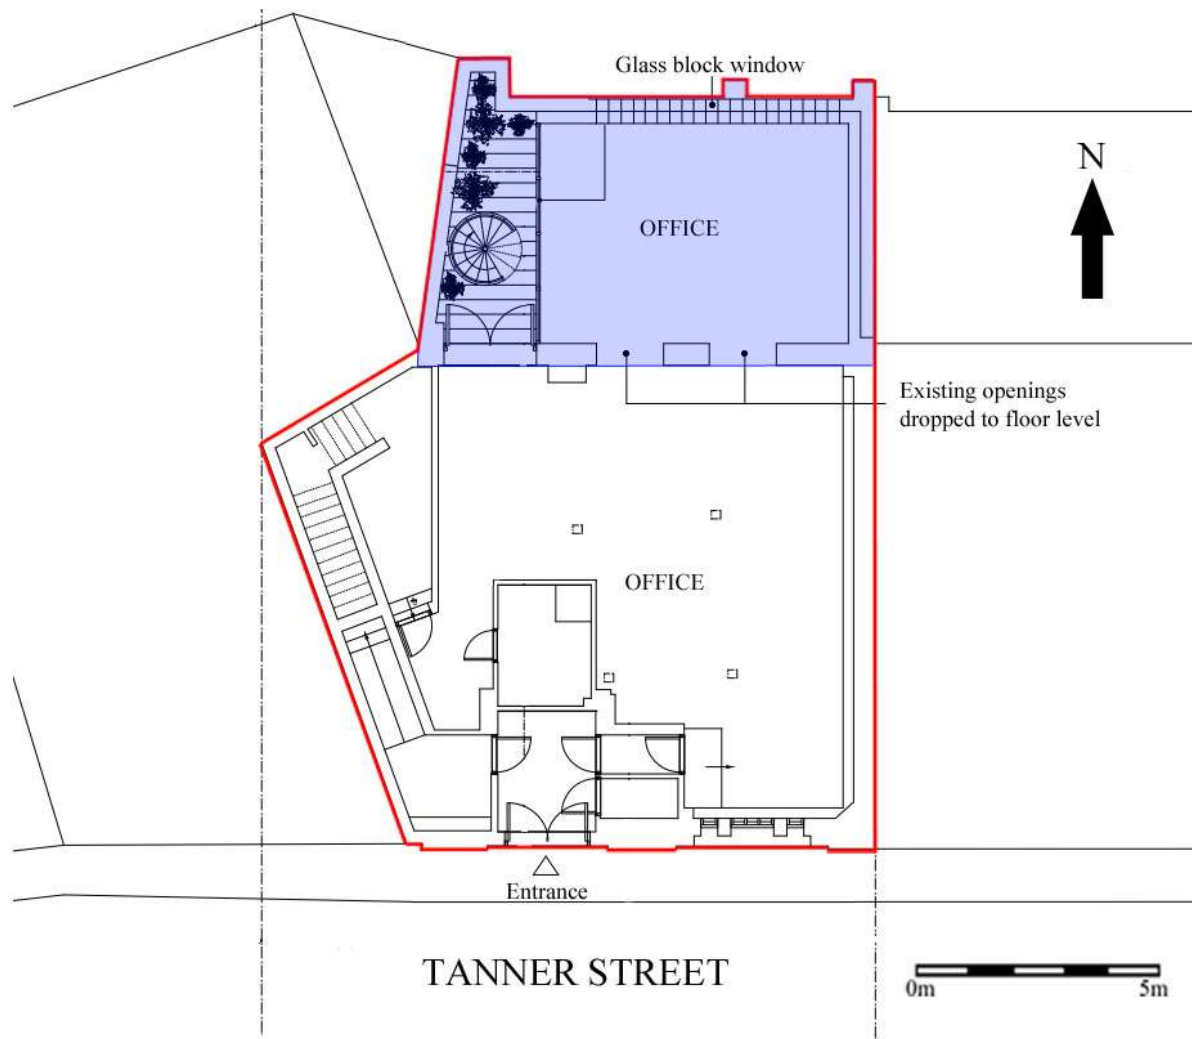 Glass block window
N
OFFICE
Existing openings
dropped to floor level
OFFICE
Entrance
TANNER STREET
0m 5m